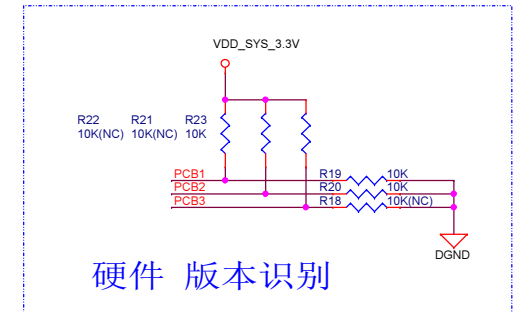 VDD_SYS_3.3V
R22 R21 R23
10K(NC) 10K(NC) 10K
PCB1 R19 10K
PCB2 R20 10K
PCB3 R18 10K(NC)
DGND
硬件 版本识别